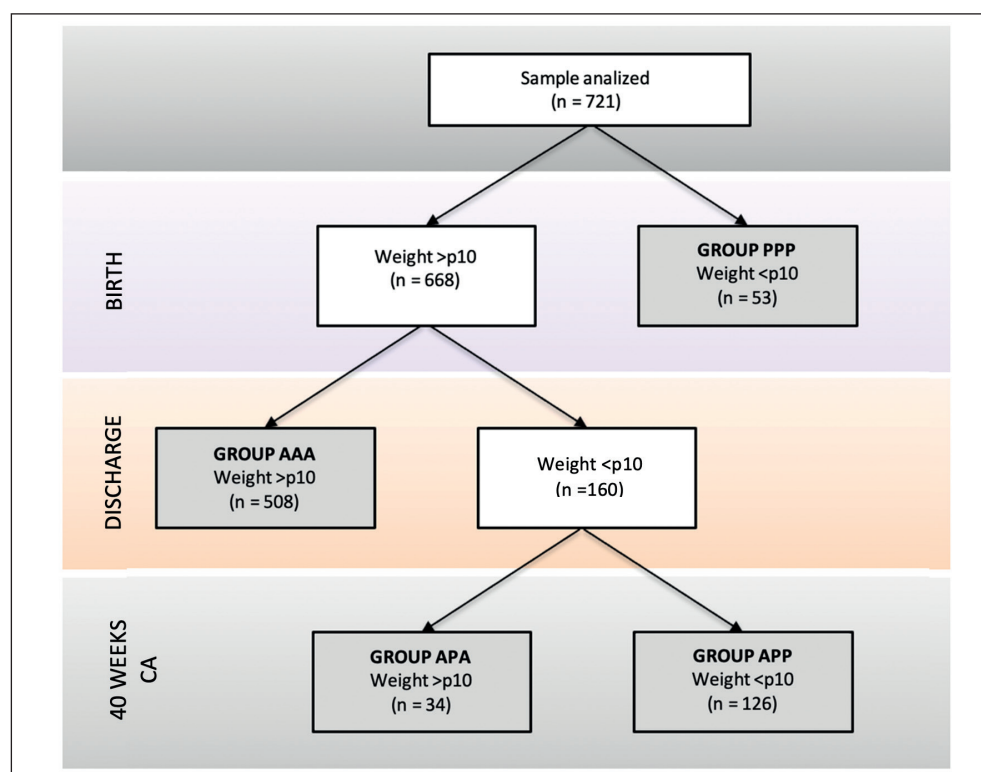 Sample analized
(n = 721)
BIRTH
Weight >p10
(n = 668)
GROUP PPP
Weight <p10
(n = 53)
DISCHARGE
GROUP AAA
Weight >p10
(n = 508)
Weight <p10
(n =160)
40 WEEKS
CA
GROUP APA
Weight >p10
(n = 34)
GROUP APP
Weight <p10
(n = 126)